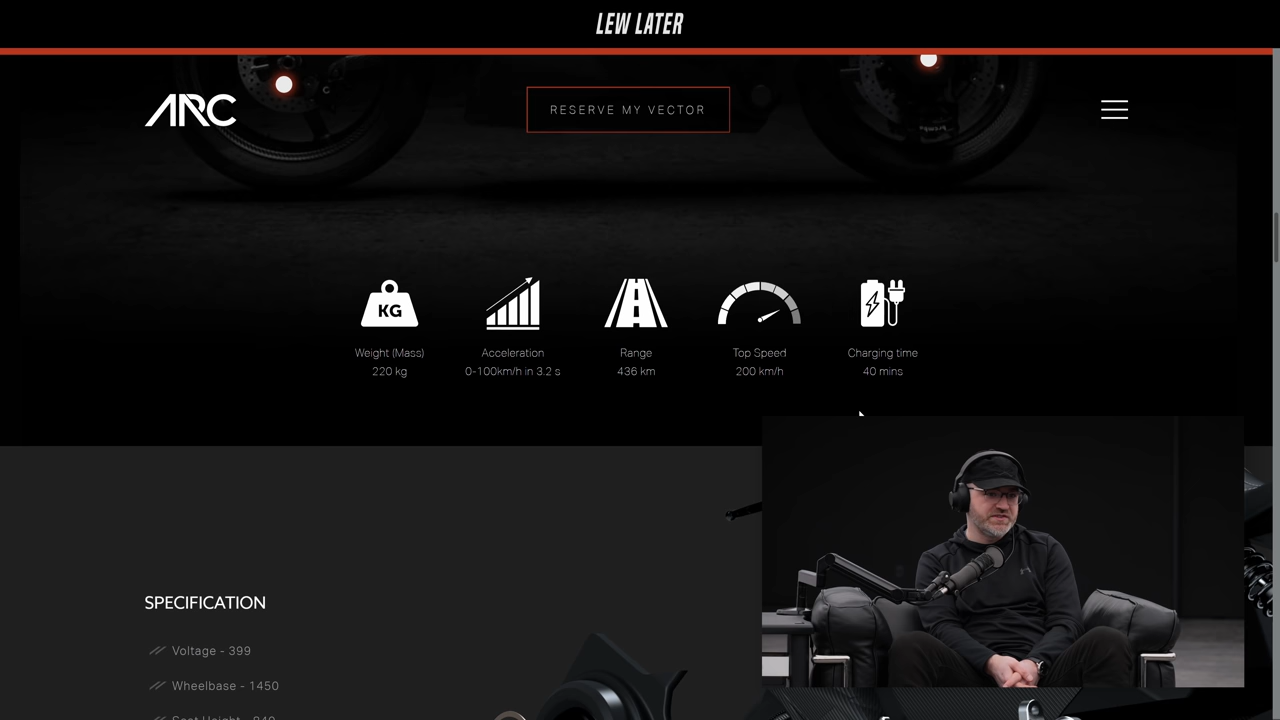 LEW LATER
ARC
RESERVE MY VECTOR
KG
Weight (Mass)
220 kg
Acceleration
0-100km/h in 3.2 s
Range
436 km
Top Speed
200 km/h
Charging time
40 mins
SPECIFICATION
Voltage - 399
Wheelbase - 1450